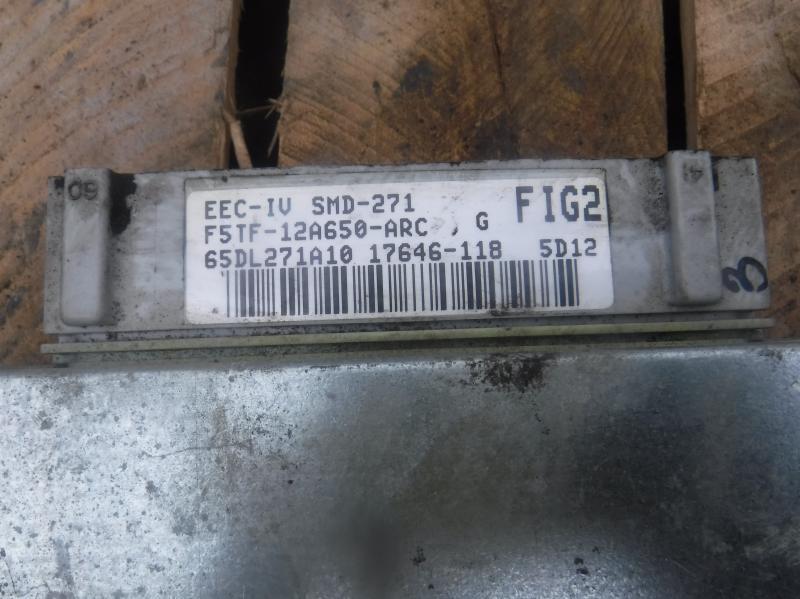 EEC-IV SMD-271 FIG2
F5TF-12A650-ARC , G
65DL271A10 17646-118 5D12